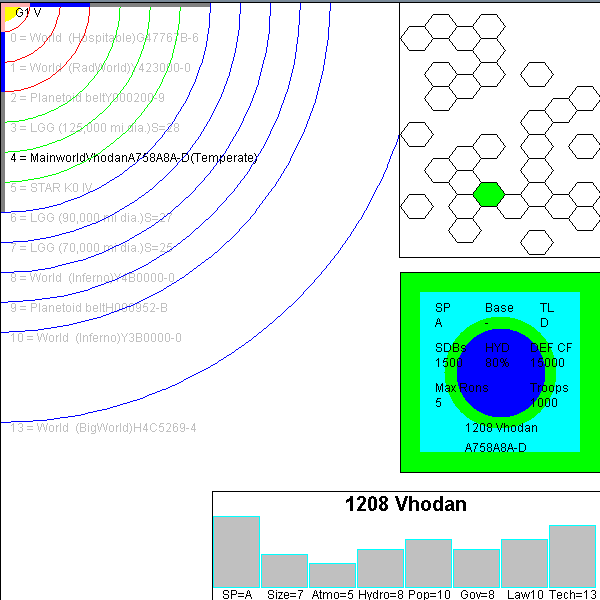 G1 V
0 = World (Hospitable)G47767B-6
1 = World (RadWorld)Y423000-0
2 = Planetoid beltY000200-9
3 = LGG (125,000 mi dia.)S=28
4 = MainworldVhodanA758A8A-D(Temperate)
5 = STAR K0 IV
6 = LGG (90,000 mi dia.)S=27
7 = LGG (70,000 mi dia.)S=25
8 = World (Inferno)Y4B0000-0
9 = Planetoid beltH000952-B
10 = World (Inferno)Y3B0000-0
13 = World (BigWorld)H4C5269-4
SP Base TL
A - D
SDBs HYD DEF CF
1500 80% 15000
Max Troops
5 1000
1208 Vhodan
A758A8A-D
1208 Vhodan
SP=A Size=7 Atmo=5 Hydro=8 Pop=10 Gov=8 Law10 Tech=13